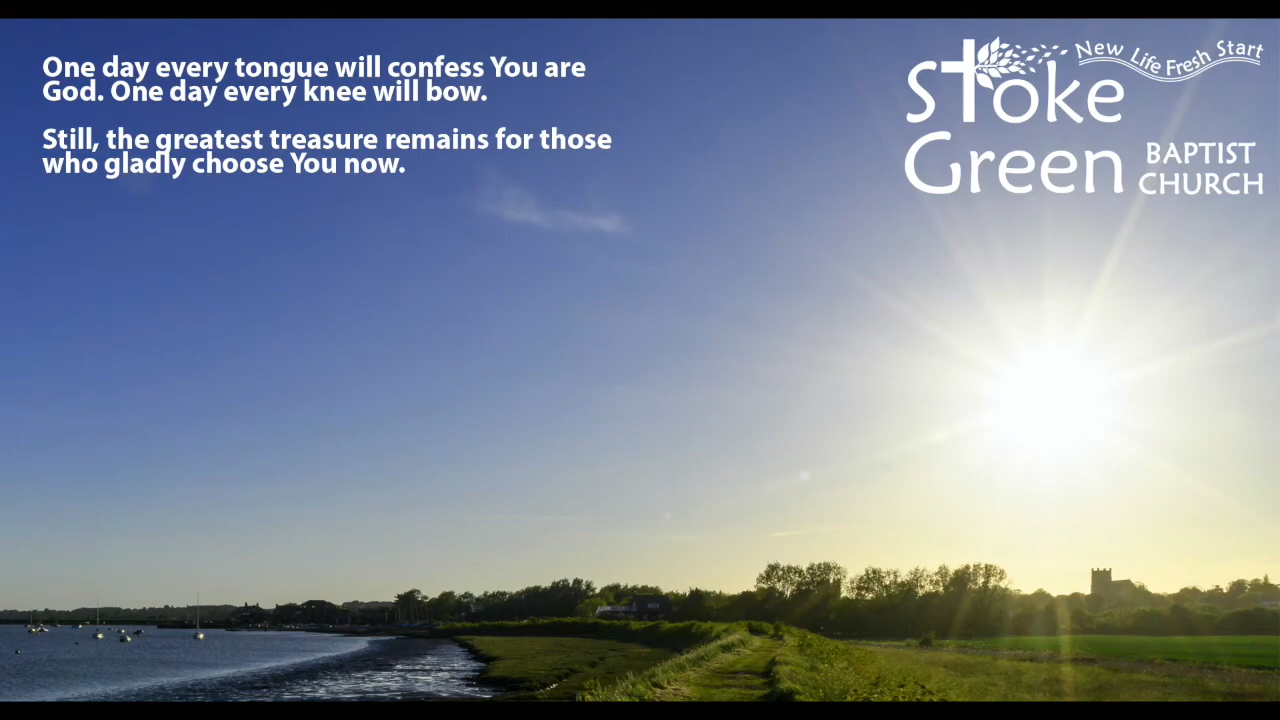 One day every tongue will confess You are
God. One day every knee will bow.
Still, the greatest treasure remains for those
who gladly choose You now.
New Life Fresh Start
Stoke
Green
BAPTIST
CHURCH